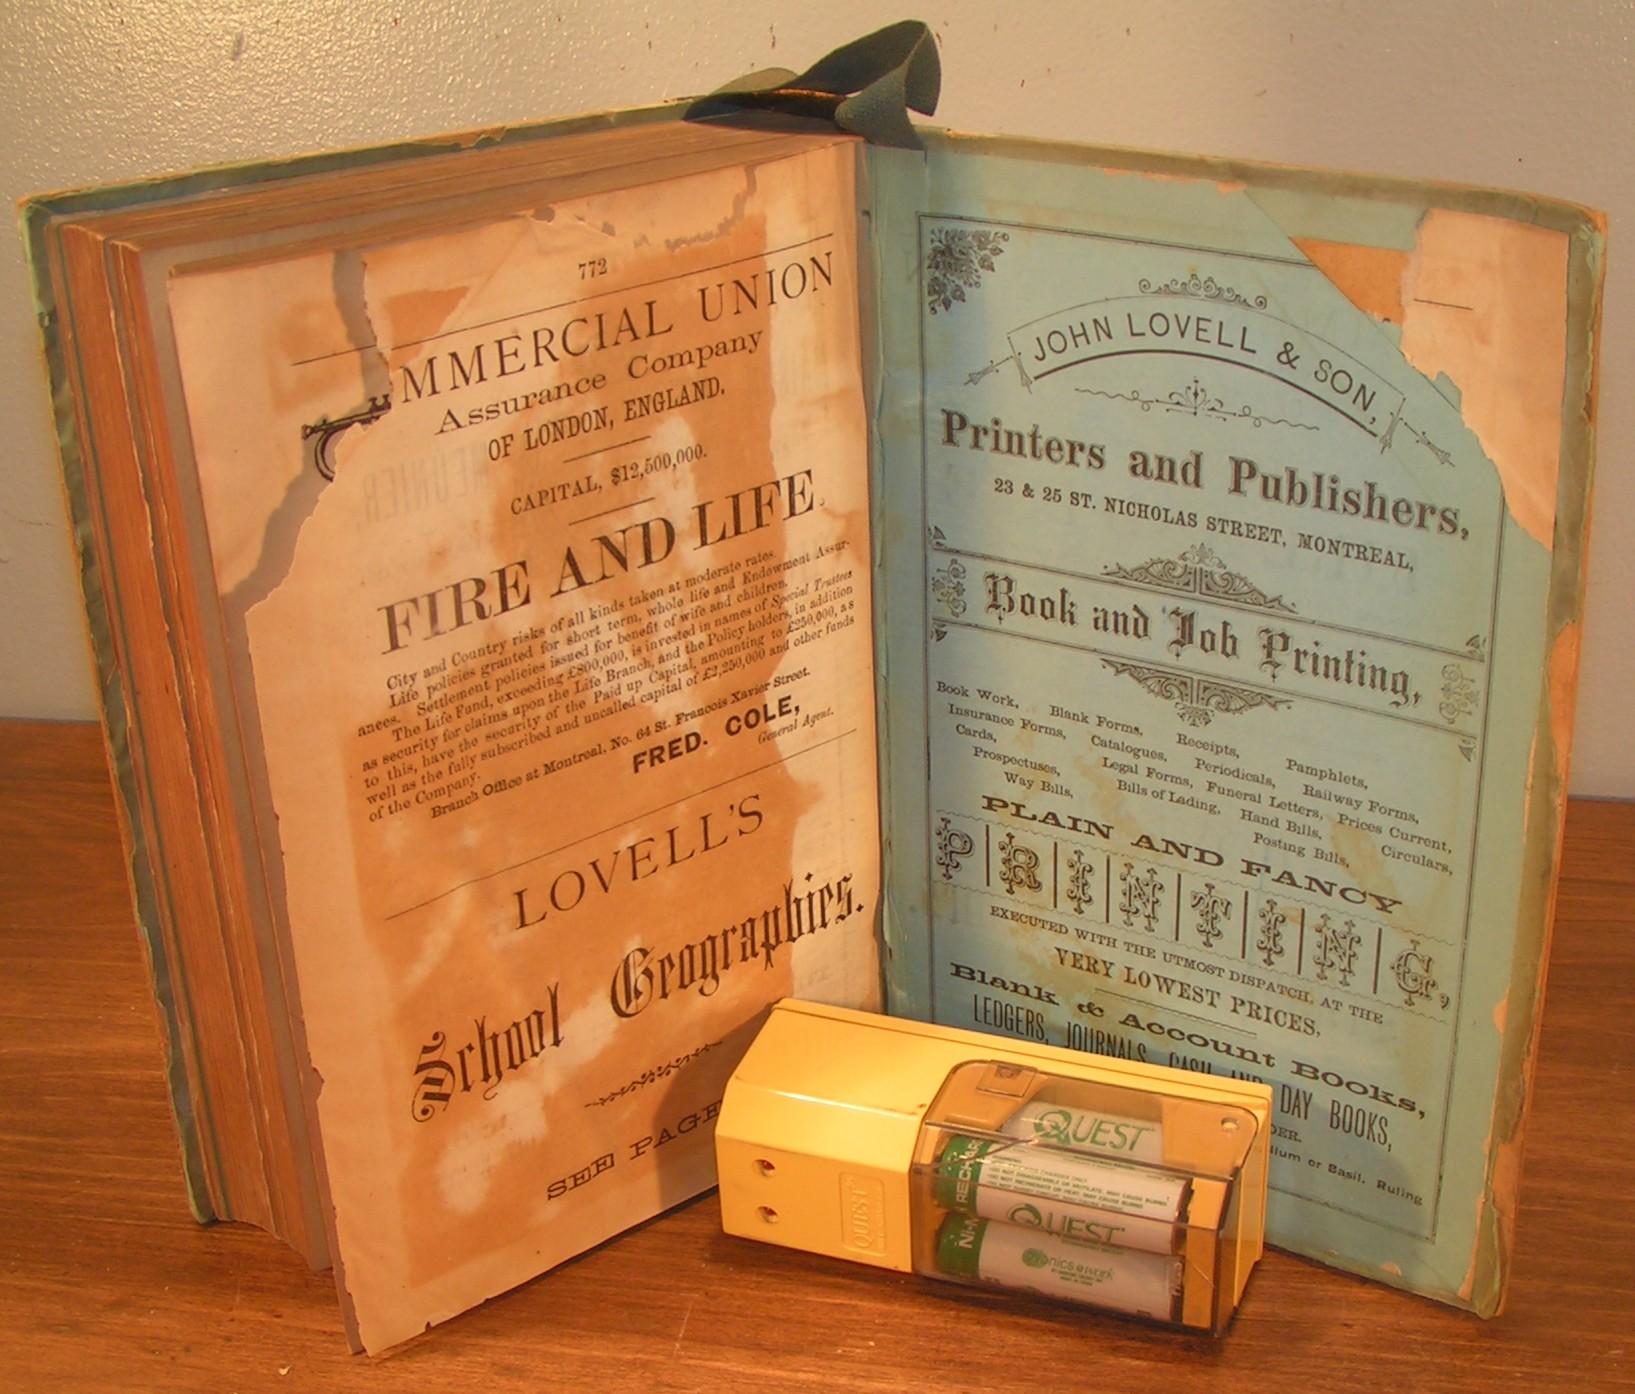 772
MMERCIAL UNION
Assurance Company
OF LONDON, ENGLAND.
CAPITAL, $12,500,000.
FIRE AND LIFE.
City and Country risks of all kinds taken at moderate rates.
Life policies granted for short term, whole life and Endowment Assur-
ances. Settlement policies issued for benefit of wife and children.
The Life Fund, exceeding £800,000, is invested in names of Special Trustees
as security for claims upon the Life Branch, and the Policy holders, in addition
to this, have the security of the Paid up Capital, amounting to £250,000, as
well as the fully subscribed and uncalled capital of £2,250,000 and other funds
of the Company.
Branch Office at Montreal, No. 64 St. Francois Xavier Street.
FRED. COLE,
General Agent.
LOVELL'S
School Geographies.
SEE PAGE
JOHN LOVELL & SON,
Printers and Publishers,
23 & 25 ST. NICHOLAS STREET, MONTREAL,
Book and Job Printing,
Book Work, Blank Forms, Receipts, Pamphlets,
Insurance Forms, Catalogues, Periodicals, Railway Forms,
Cards, Legal Forms, Funeral Letters, Prices Current,
Prospectuses, Bills of Lading, Hand Bills, Circulars,
Way Bills, Posting Bills,
PLAIN AND FANCY
PRINTING,
EXECUTED WITH THE UTMOST DISPATCH, AT THE
VERY LOWEST PRICES,
Blank & Account Books,
LEDGERS, JOURNALS, CASH AND DAY BOOKS,
or Basil. Ruling
QUEST
QUEST
RECHAR
NI-M
QUEST